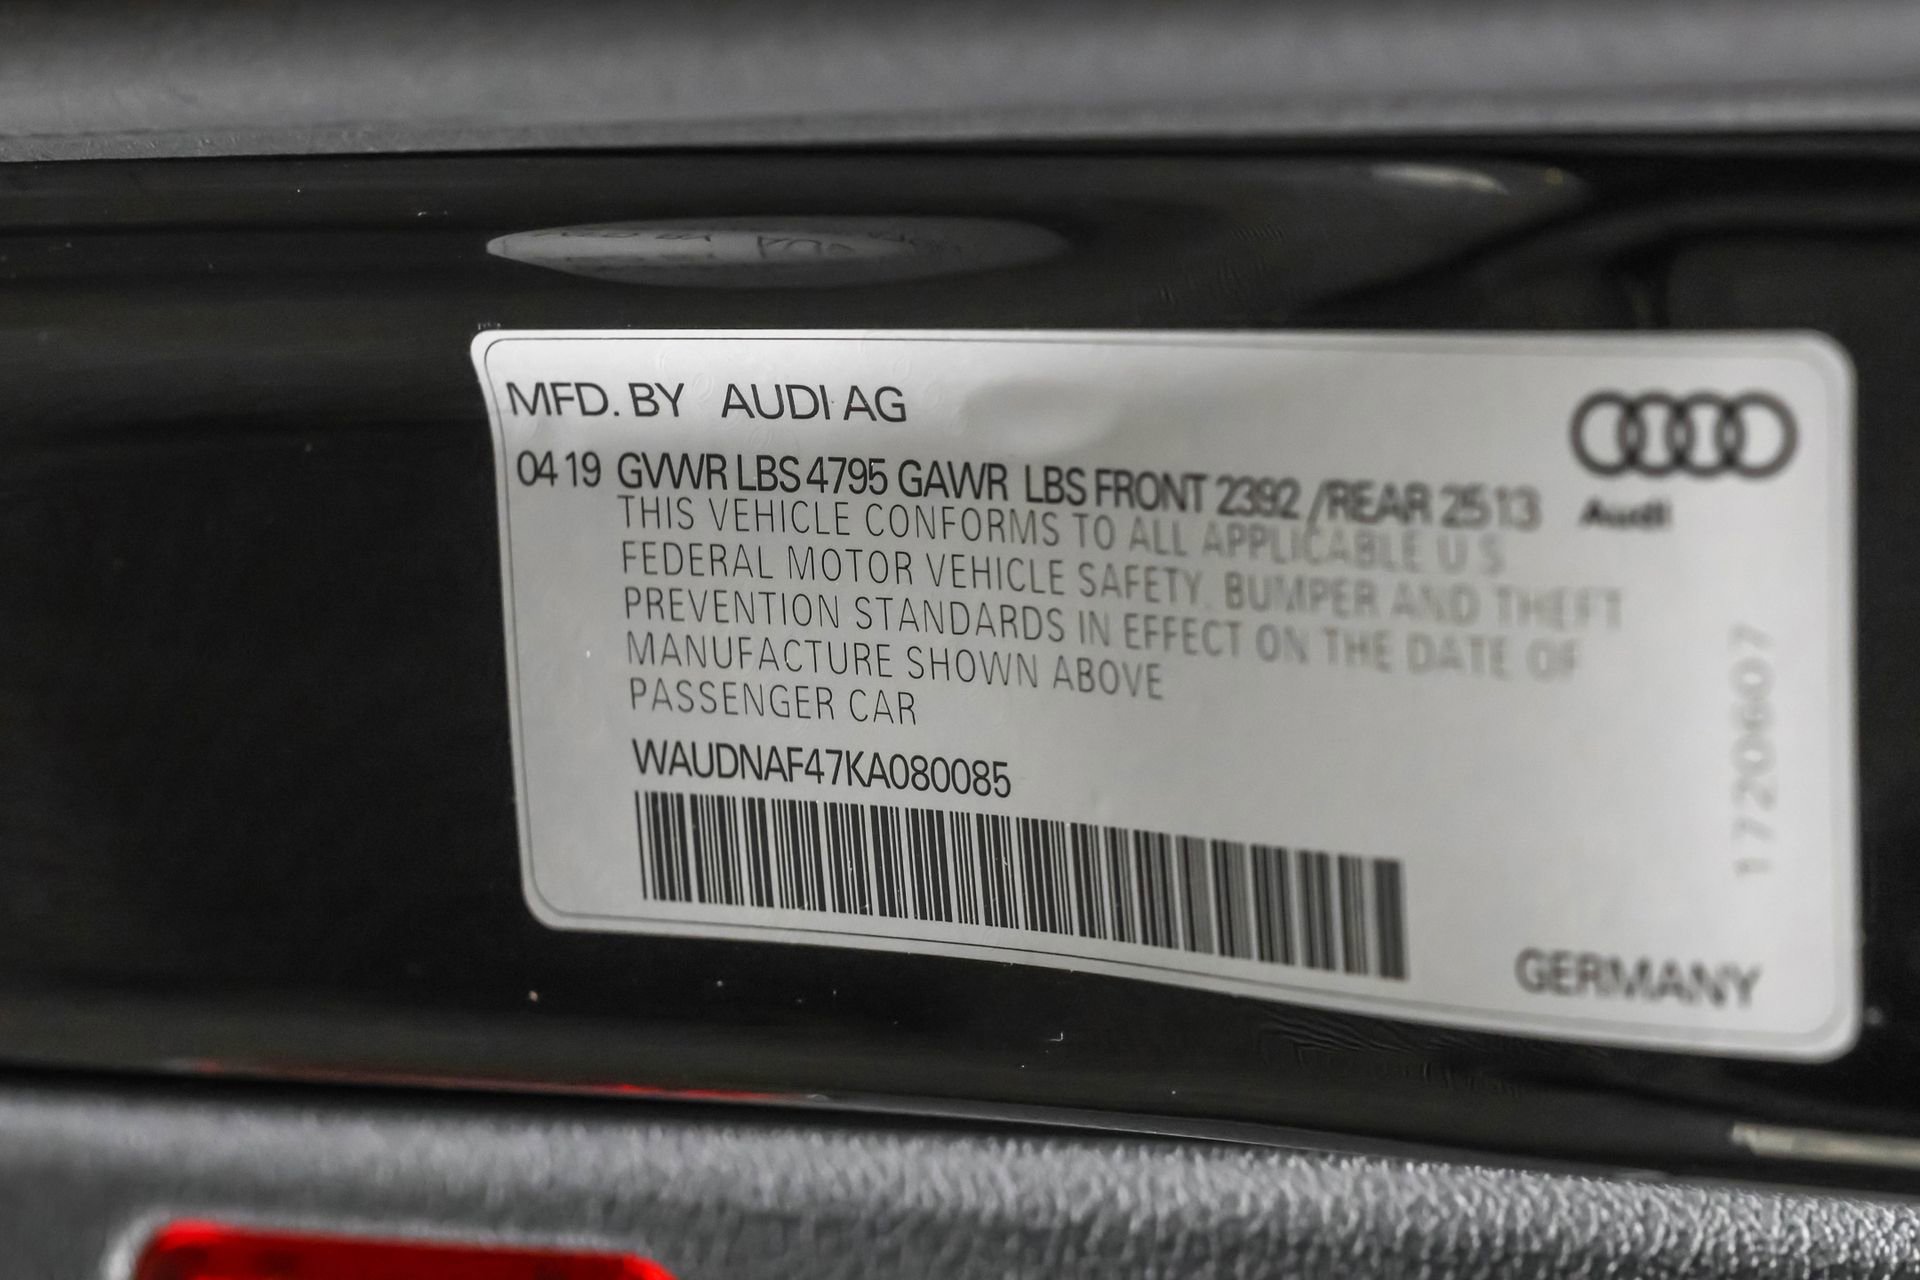 MFD. BY AUDI AG
04 19 GVWR LBS 4795 GAWR LBS FRONT 2392 /REAR 2513
Audi
THIS VEHICLE CONFORMS TO ALL APPLICABLE U S
FEDERAL MOTOR VEHICLE SAFETY, BUMPER AND THEFT
PREVENTION STANDARDS IN EFFECT ON THE DATE OF
MANUFACTURE SHOWN ABOVE
PASSENGER CAR
WAUDNAF47KA080085
1720607
GERMANY